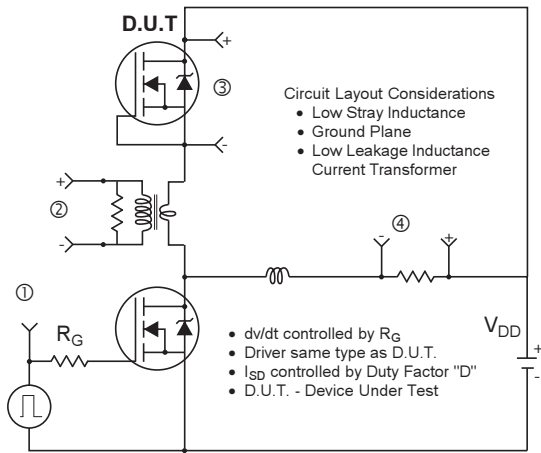 D.U.T
+
③
-
Circuit Layout Considerations
• Low Stray Inductance
• Ground Plane
• Low Leakage Inductance
Current Transformer
+
②
-
④
- +
①
R_G
V_DD
+
-
• dv/dt controlled by R_G
• Driver same type as D.U.T.
• I_SD controlled by Duty Factor "D"
• D.U.T. - Device Under Test